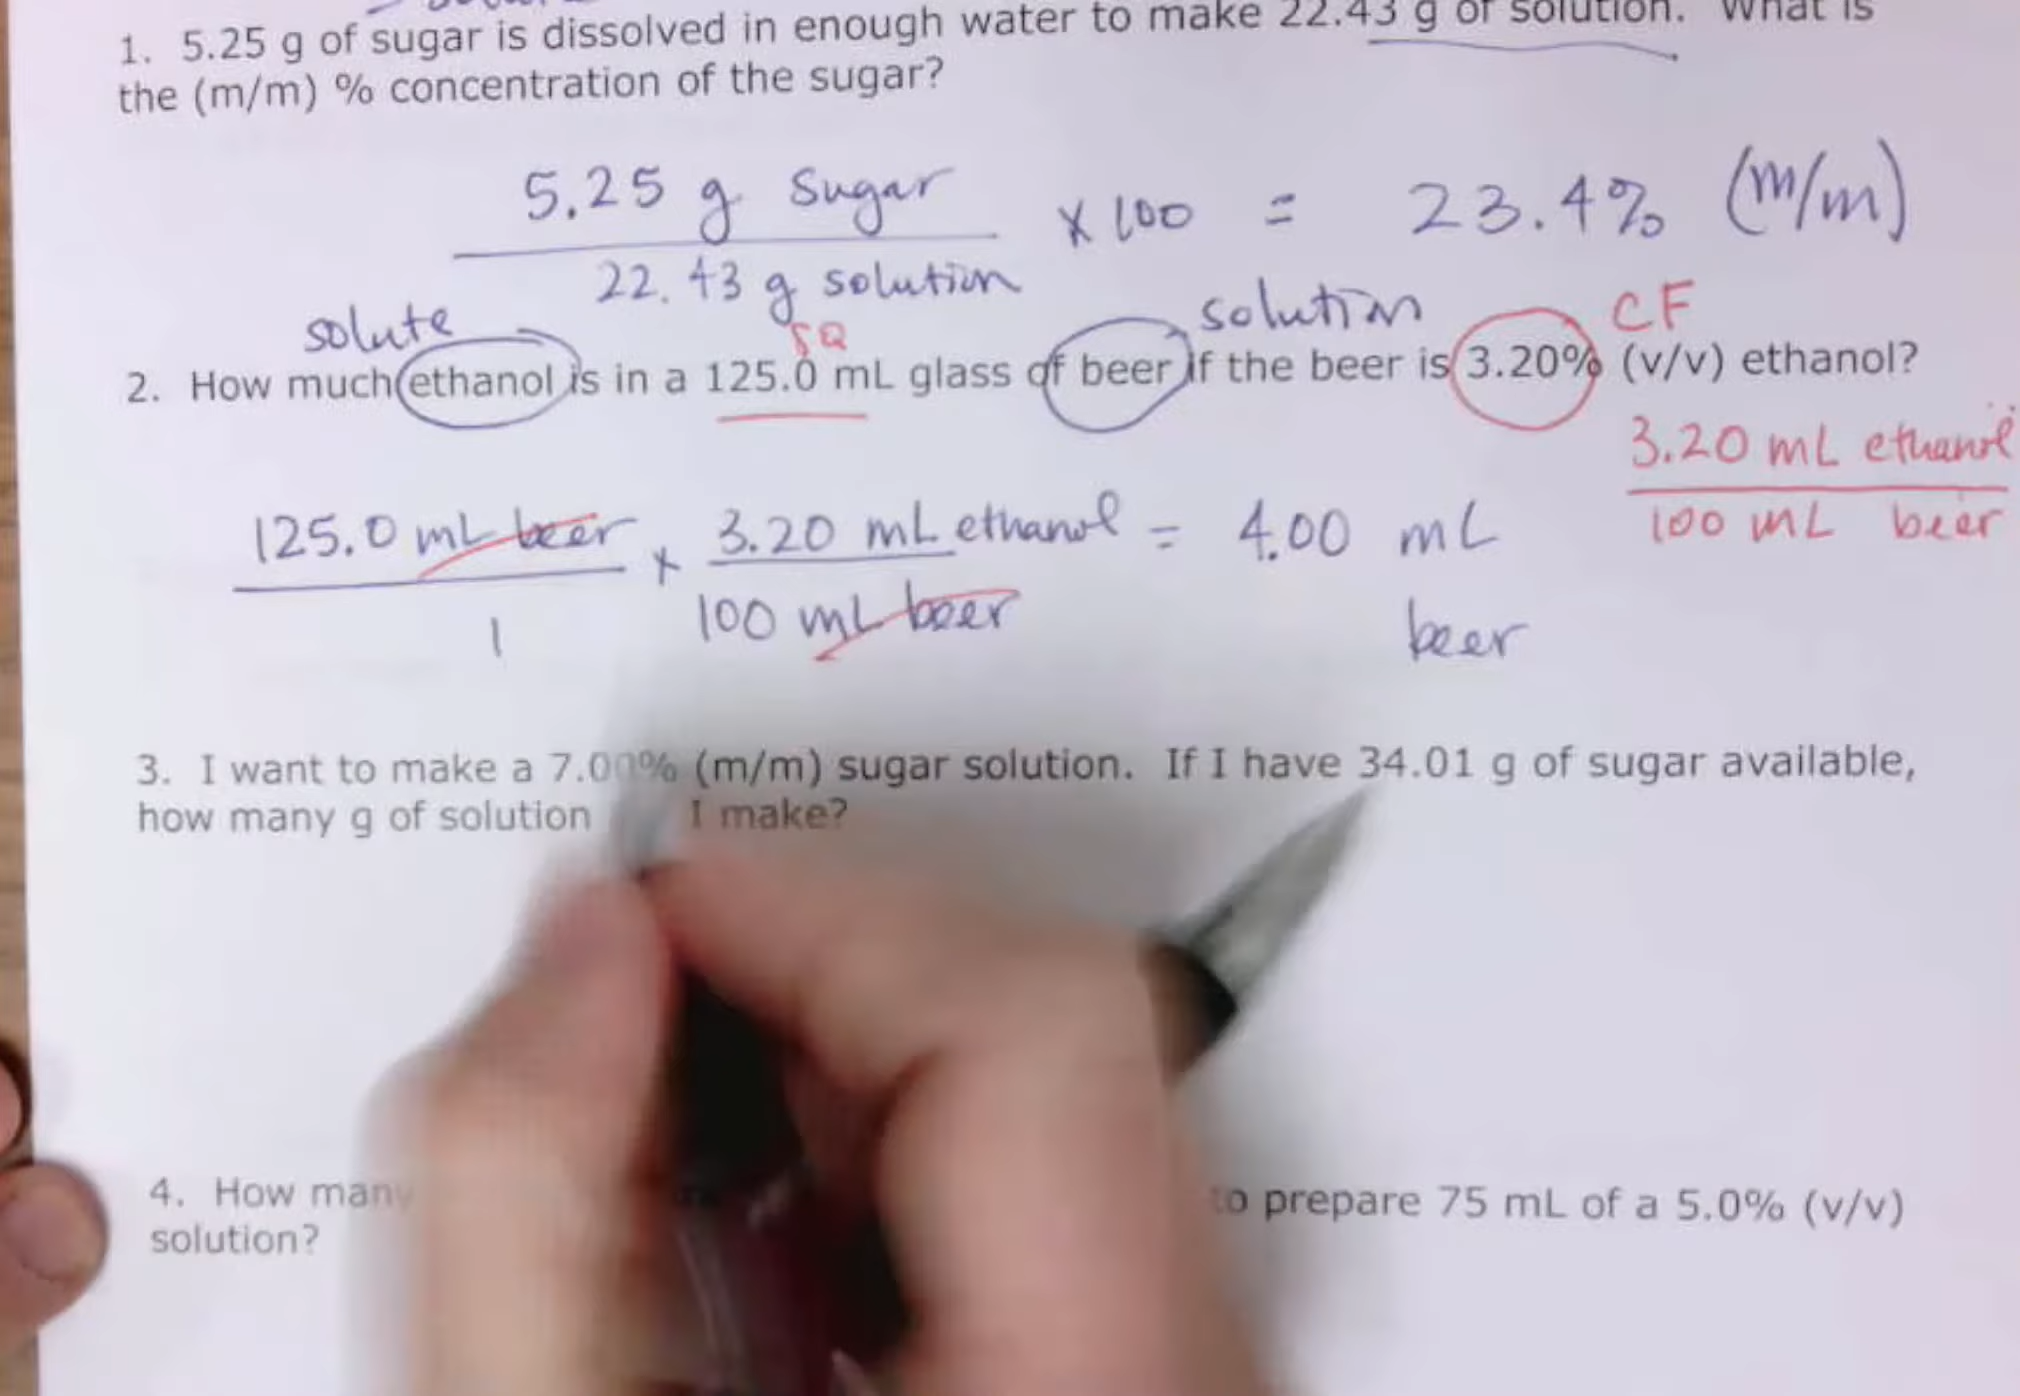 1. 5.25 g of sugar is dissolved in enough water to make 22.43 g of solution. What is
the (m/m) % concentration of the sugar?
5.25 g sugar
× 100 = 23.4% (m/m)
22.43 g solution
solute
solution
CF
SQ
2. How much ethanol is in a 125.0 mL glass of beer if the beer is 3.20% (v/v) ethanol?
3.20 mL ethanol
100 mL beer
125.0 mL beer × 3.20 mL ethanol = 4.00 mL
1 100 mL beer beer
3. I want to make a 7.00% (m/m) sugar solution. If I have 34.01 g of sugar available,
how many g of solution I make?
4. How many to prepare 75 mL of a 5.0% (v/v)
solution?